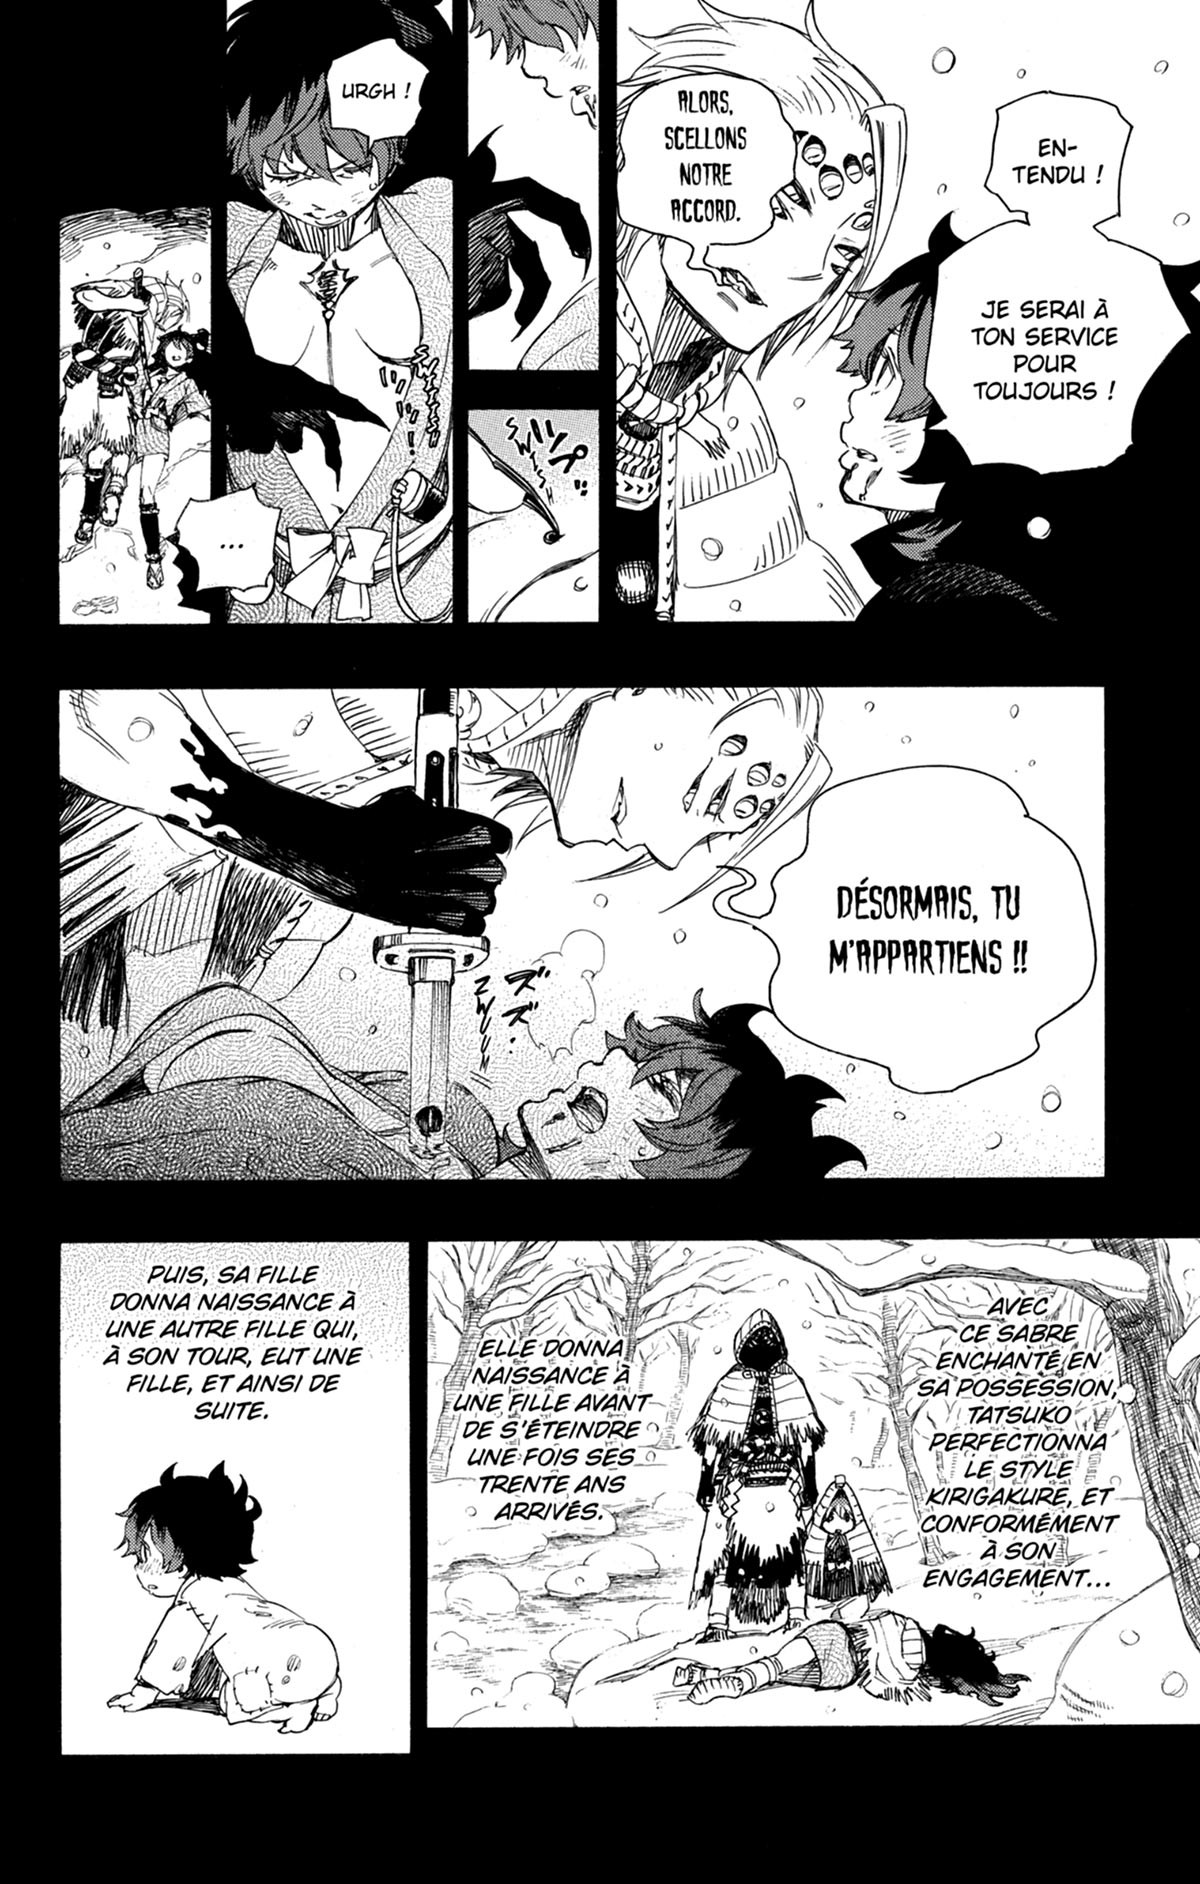 EN-
TENDU !
JE SERAI À
TON SERVICE
POUR
TOUJOURS !
ALORS,
SCELLONS
NOTRE
ACCORD.
URGH !
...
DÉSORMAIS, TU
M'APPARTIENS !!
ズ
ズ
AVEC
CE SABRE
ENCHANTÉ EN
SA POSSESSION,
TATSUKO
PERFECTIONNA
LE STYLE
KIRIGAKURE, ET
CONFORMÉMENT
À SON
ENGAGEMENT...
ELLE DONNA
NAISSANCE À
UNE FILLE AVANT
DE S'ÉTEINDRE
UNE FOIS SES
TRENTE ANS
ARRIVÉS.
PUIS, SA FILLE
DONNA NAISSANCE À
UNE AUTRE FILLE QUI,
À SON TOUR, EUT UNE
FILLE, ET AINSI DE
SUITE.